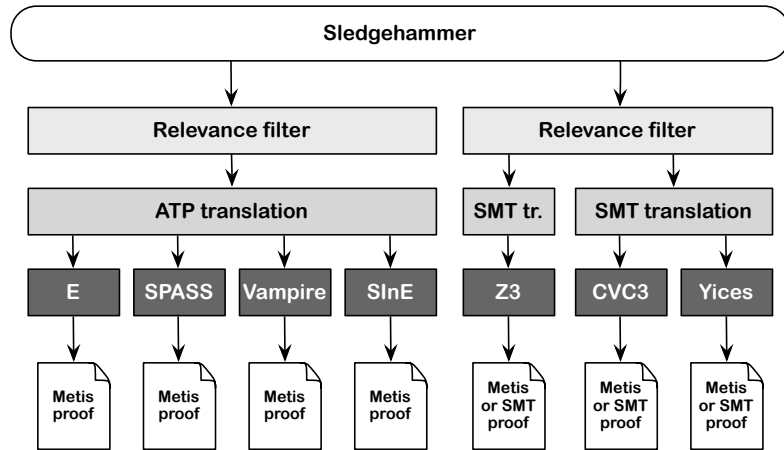 Sledgehammer
Relevance filter
Relevance filter
ATP translation
SMT tr.
SMT translation
E
SPASS
Vampire
SInE
Z3
CVC3
Yices
Metis
proof
Metis
proof
Metis
proof
Metis
proof
Metis
or SMT
proof
Metis
or SMT
proof
Metis
or SMT
proof